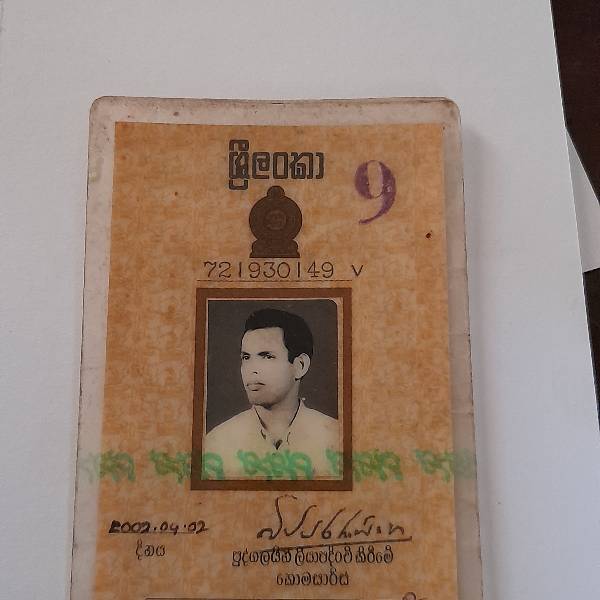 ශ්‍රී ලංකා
9
721930149 V
2002.04.02
දිනය
පුද්ගලයින් ලියාපදිංචි කිරීමේ
කොමසාරිස්